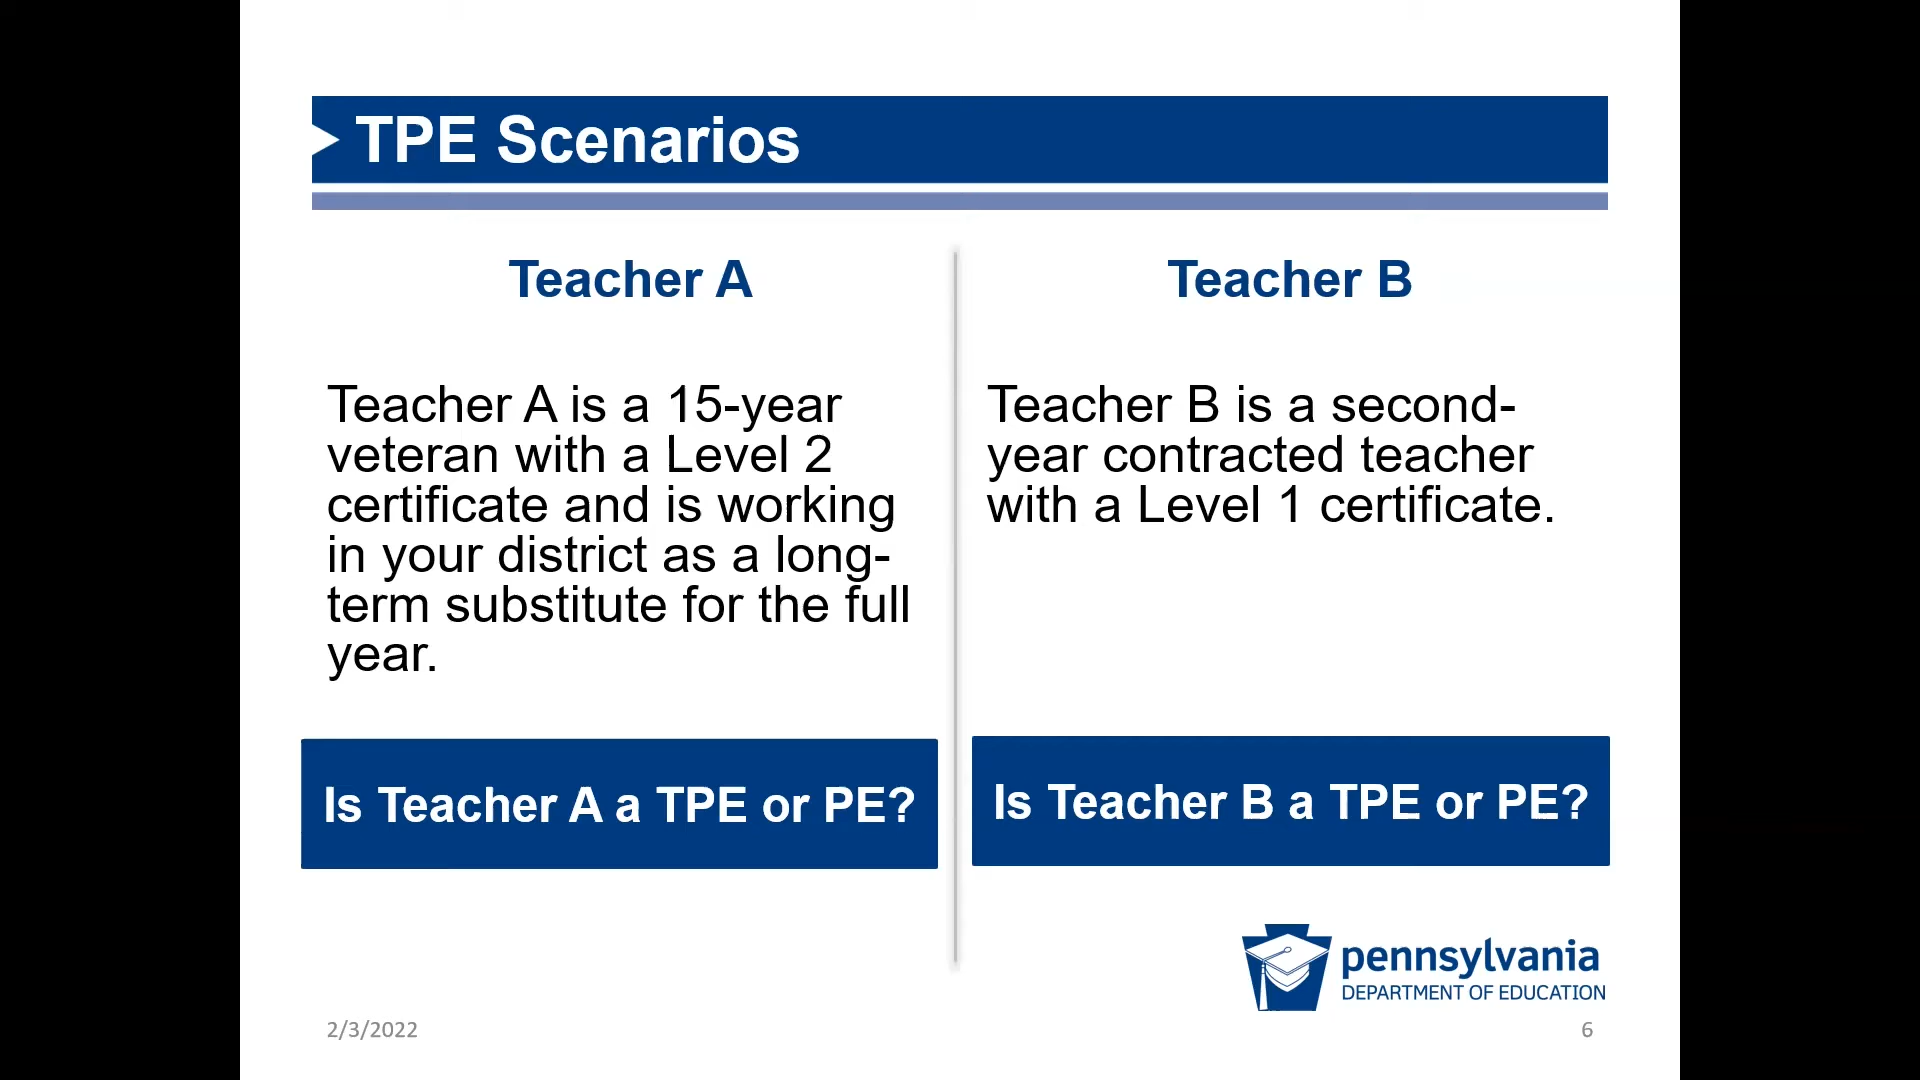 TPE Scenarios
Teacher A
Teacher A is a 15-year
veteran with a Level 2
certificate and is working
in your district as a long-
term substitute for the full
year.
Is Teacher A a TPE or PE?
Teacher B
Teacher B is a second-
year contracted teacher
with a Level 1 certificate.
Is Teacher B a TPE or PE?
pennsylvania
DEPARTMENT OF EDUCATION
2/3/2022
6